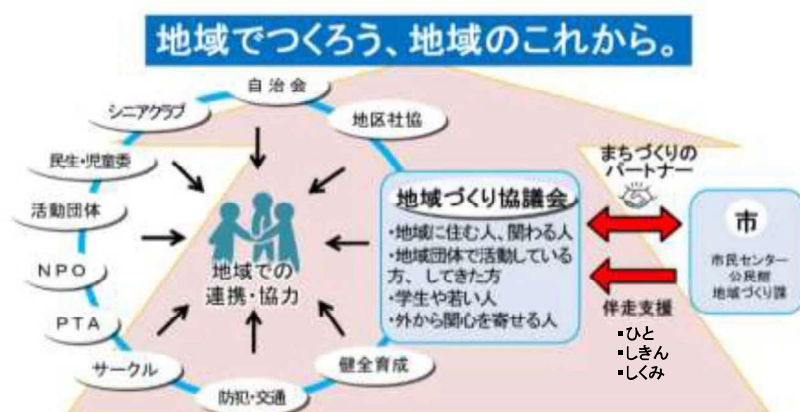 地域でつくろう、地域のこれから。
自治会
シニアクラブ
地区社協
民生・児童委
活動団体
NPO
PTA
サークル
防犯・交通
健全育成
地域での
連携・協力
地域づくり協議会
・地域に住む人、関わる人
・地域団体で活動している
方、してきた方
・学生や若い人
・外から関心を寄せる人
まちづくりの
パートナー
伴走支援
▪ひと
▪しきん
▪しくみ
市
市民センター
公民館
地域づくり課